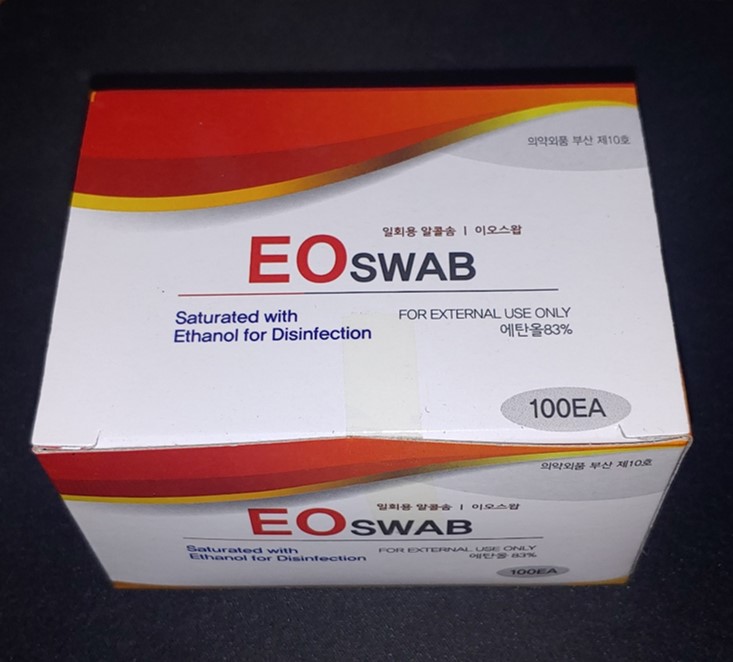 의약외품 부산 제10호
일회용 알콜솜 | 이오스왑
EOSWAB
Saturated with
Ethanol for Disinfection
FOR EXTERNAL USE ONLY
에탄올83%
100EA
의약외품 부산 제10호
일회용 알콜솜 | 이오스왑
EOSWAB
Saturated with
Ethanol for Disinfection
FOR EXTERNAL USE ONLY
에탄올 83%
100EA